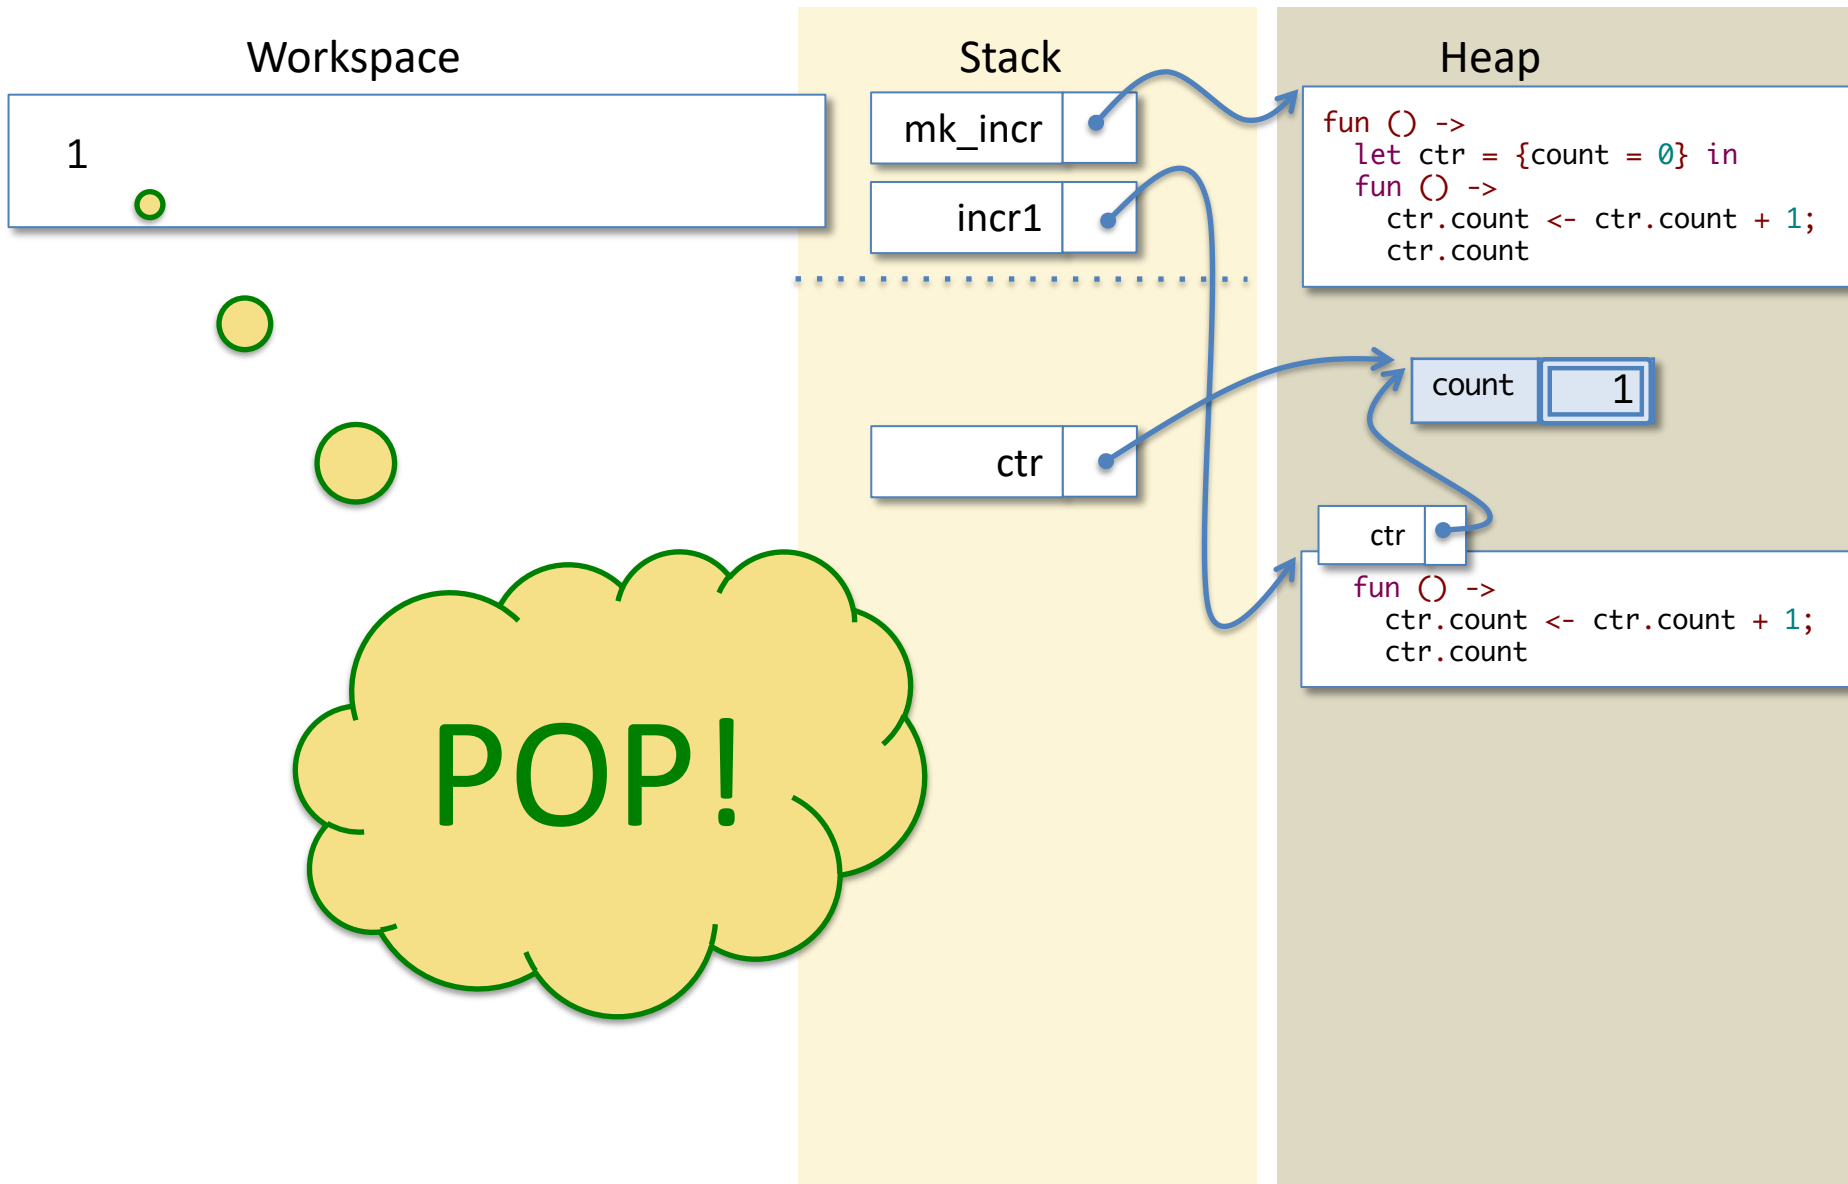 Workspace
Stack
Heap
1
mk_incr
incr1
ctr
fun () ->
  let ctr = {count = 0} in
  fun () ->
    ctr.count <- ctr.count + 1;
    ctr.count
count 1
ctr
fun () ->
  ctr.count <- ctr.count + 1;
  ctr.count
POP!